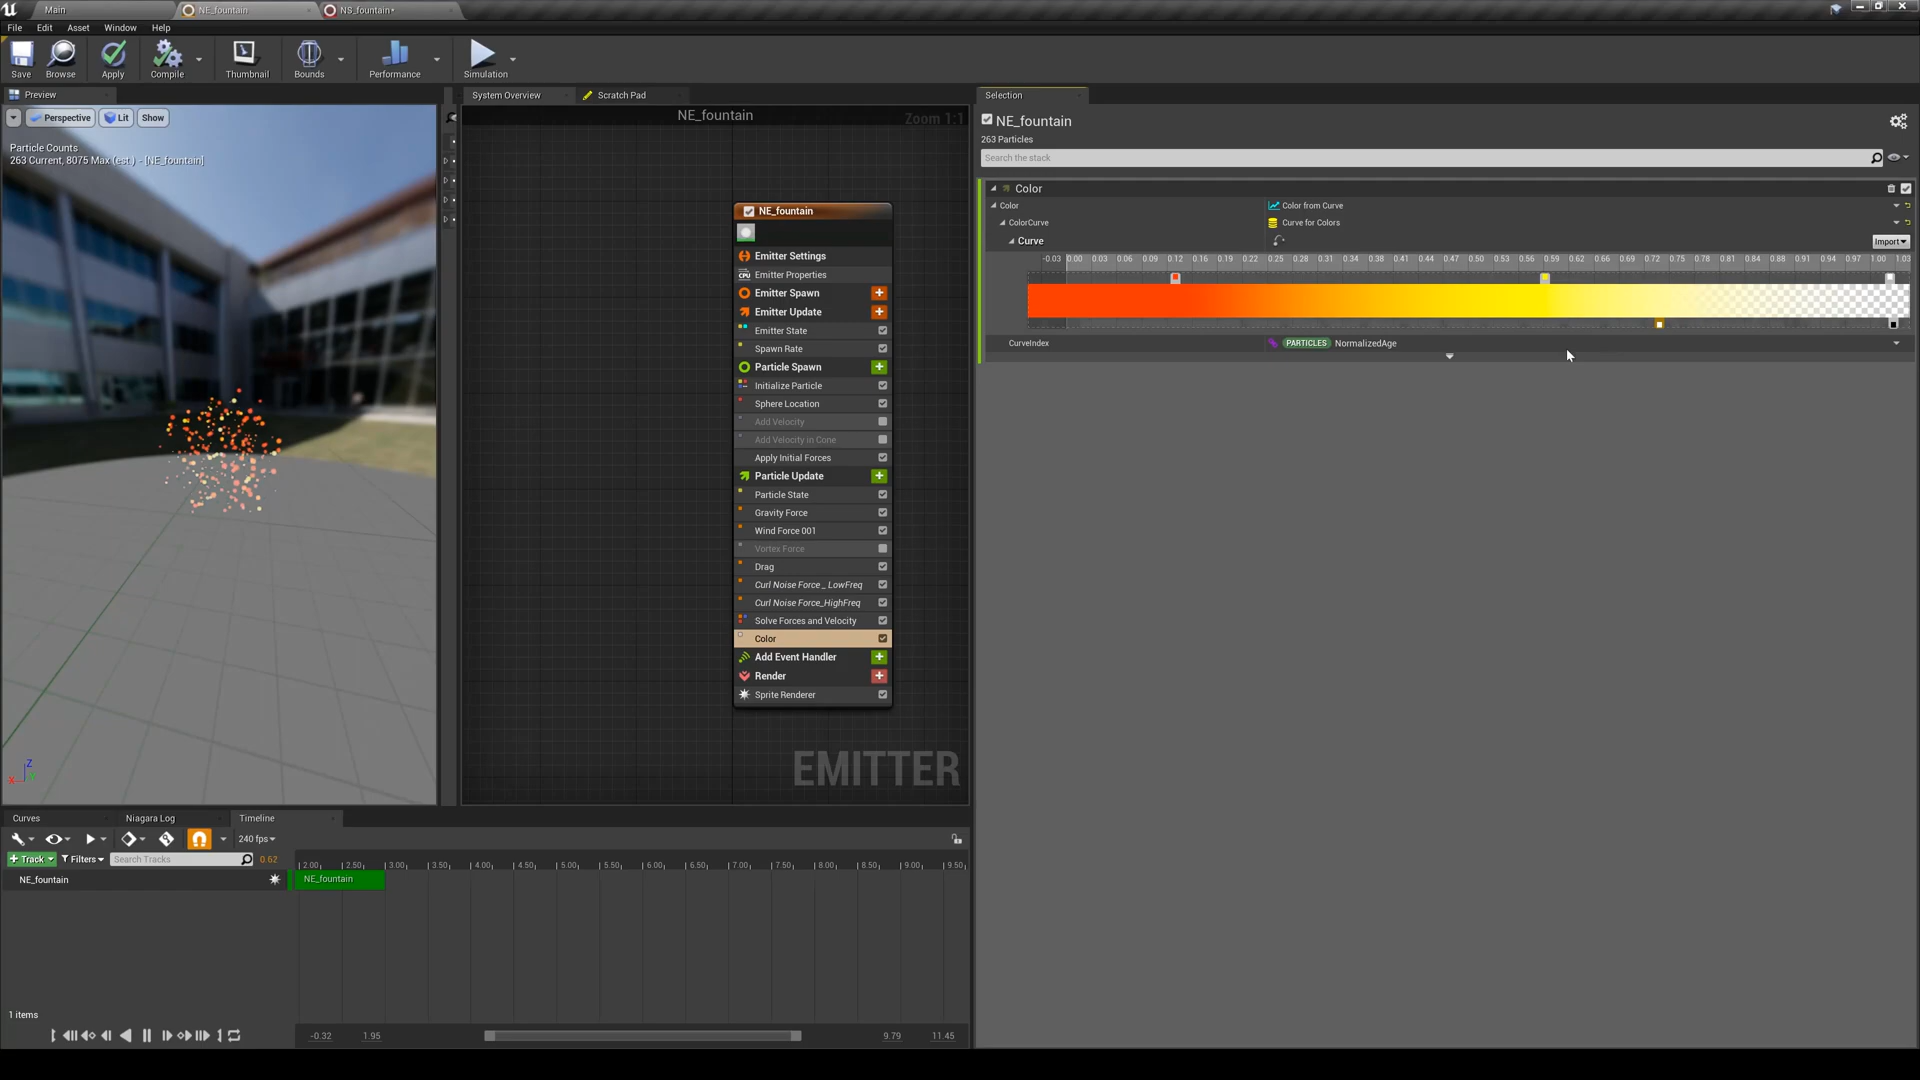 Main
NE_fountain
NS_fountain•
File Edit Asset Window Help
Save
Browse
Apply
Compile
Thumbnail
Bounds
Performance
Simulation
Preview
System Overview
Scratch Pad
Selection
Perspective
Lit
Show
Particle Counts
263 Current, 8075 Max (est.) - [NE_fountain]
NE_fountain
Zoom 1:1
NE_fountain
Emitter Settings
CPU Emitter Properties
Emitter Spawn
Emitter Update
Emitter State
Spawn Rate
Particle Spawn
Initialize Particle
Sphere Location
Add Velocity
Add Velocity in Cone
Apply Initial Forces
Particle Update
Particle State
Gravity Force
Wind Force 001
Vortex Force
Drag
Curl Noise Force _ LowFreq
Curl Noise Force_HighFreq
Solve Forces and Velocity
Color
Add Event Handler
Render
Sprite Renderer
EMITTER
NE_fountain
263 Particles
Search the stack
Color
Color Color from Curve
ColorCurve Curve for Colors
Curve
Import
-0.03 0.00 0.03 0.06 0.09 0.12 0.16 0.19 0.22 0.25 0.28 0.31 0.34 0.37 0.41 0.44 0.47 0.50 0.53 0.56 0.59 0.62 0.66 0.69 0.72 0.75 0.78 0.81 0.84 0.87 0.91 0.94 0.97 1.00 1.03
CurveIndex PARTICLES NormalizedAge
X
Z
Curves
Niagara Log
Timeline
240 fps
+ Track
Filters
Search Tracks
0.62
2.00 2.50 3.00 3.50 4.00 4.50 5.00 5.50 6.00 6.50 7.00 7.50 8.00 8.50 9.00 9.50
NE_fountain
NE_fountain
1 items
-0.32 1.95 9.79 11.45